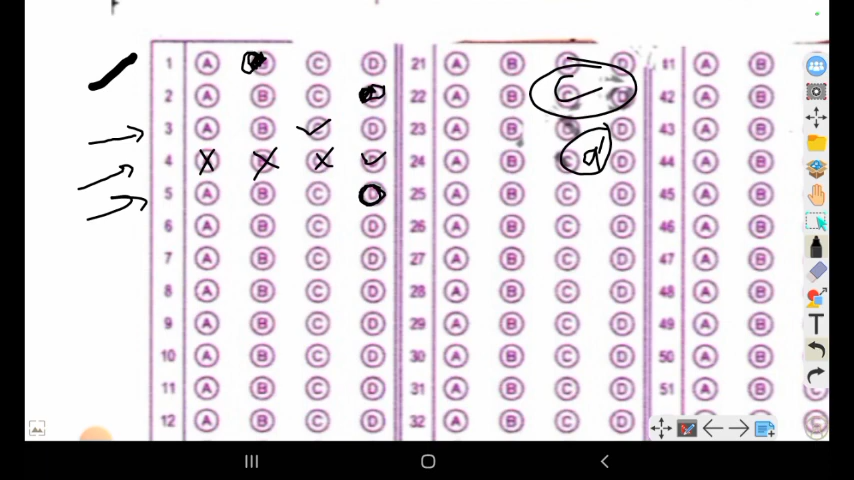 1 A B C D 21 A B C D 41 A B
2 A B C D 22 A B C D 42 A B
3 A B C D 23 A B C D 43 A B
4 A B C D 24 A B C D 44 A B
5 A B C D 25 A B C D 45 A B
6 A B C D 26 A B C D 46 A B
7 A B C D 27 A B C D 47 A B
8 A B C D 28 A B C D 48 A B
9 A B C D 29 A B C D 49 A B
10 A B C D 30 A B C D 50 A B
11 A B C D 31 A B C D 51 A B
12 A B C D 32 A B C D A B C
C
d
T